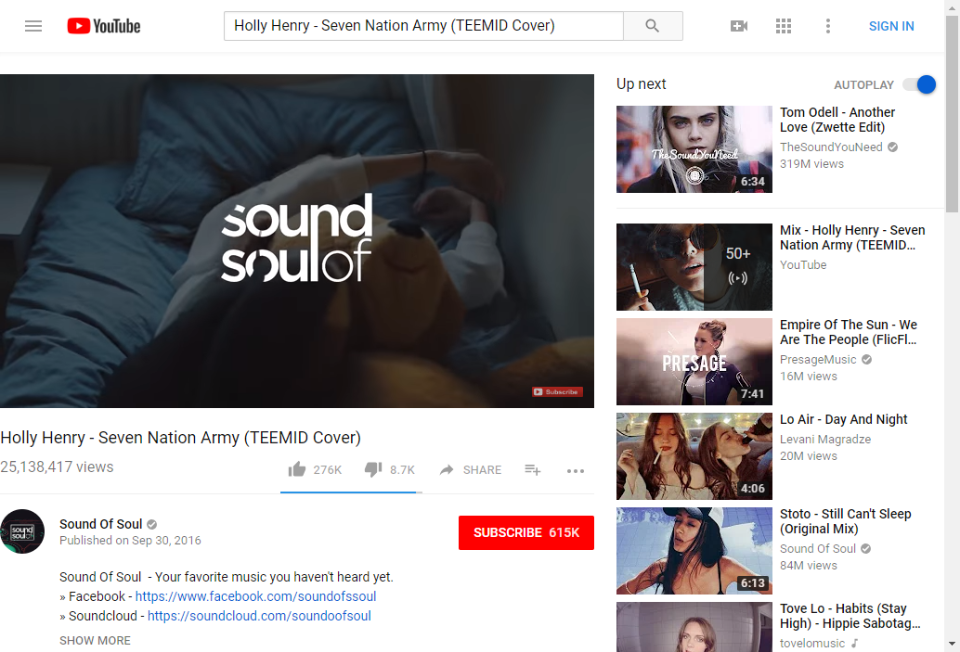 YouTube
Holly Henry - Seven Nation Army (TEEMID Cover)
SIGN IN
sound
soulof
Subscribe
Holly Henry - Seven Nation Army (TEEMID Cover)
25,138,417 views
276K
8.7K
SHARE
sound
soulof
Sound Of Soul
Published on Sep 30, 2016
SUBSCRIBE 615K
Sound Of Soul - Your favorite music you haven't heard yet.
» Facebook - https://www.facebook.com/soundofssoul
» Soundcloud - https://soundcloud.com/soundoofsoul
SHOW MORE
Up next
AUTOPLAY
TheSoundYouNeed
6:34
Tom Odell - Another
Love (Zwette Edit)
TheSoundYouNeed
319M views
50+
Mix - Holly Henry - Seven
Nation Army (TEEMID...
YouTube
PRESAGE
7:41
Empire Of The Sun - We
Are The People (FlicFl...
PresageMusic
16M views
4:06
Lo Air - Day And Night
Levani Magradze
20M views
6:13
Stoto - Still Can't Sleep
(Original Mix)
Sound Of Soul
84M views
Tove Lo - Habits (Stay
High) - Hippie Sabotag...
tovelomusic